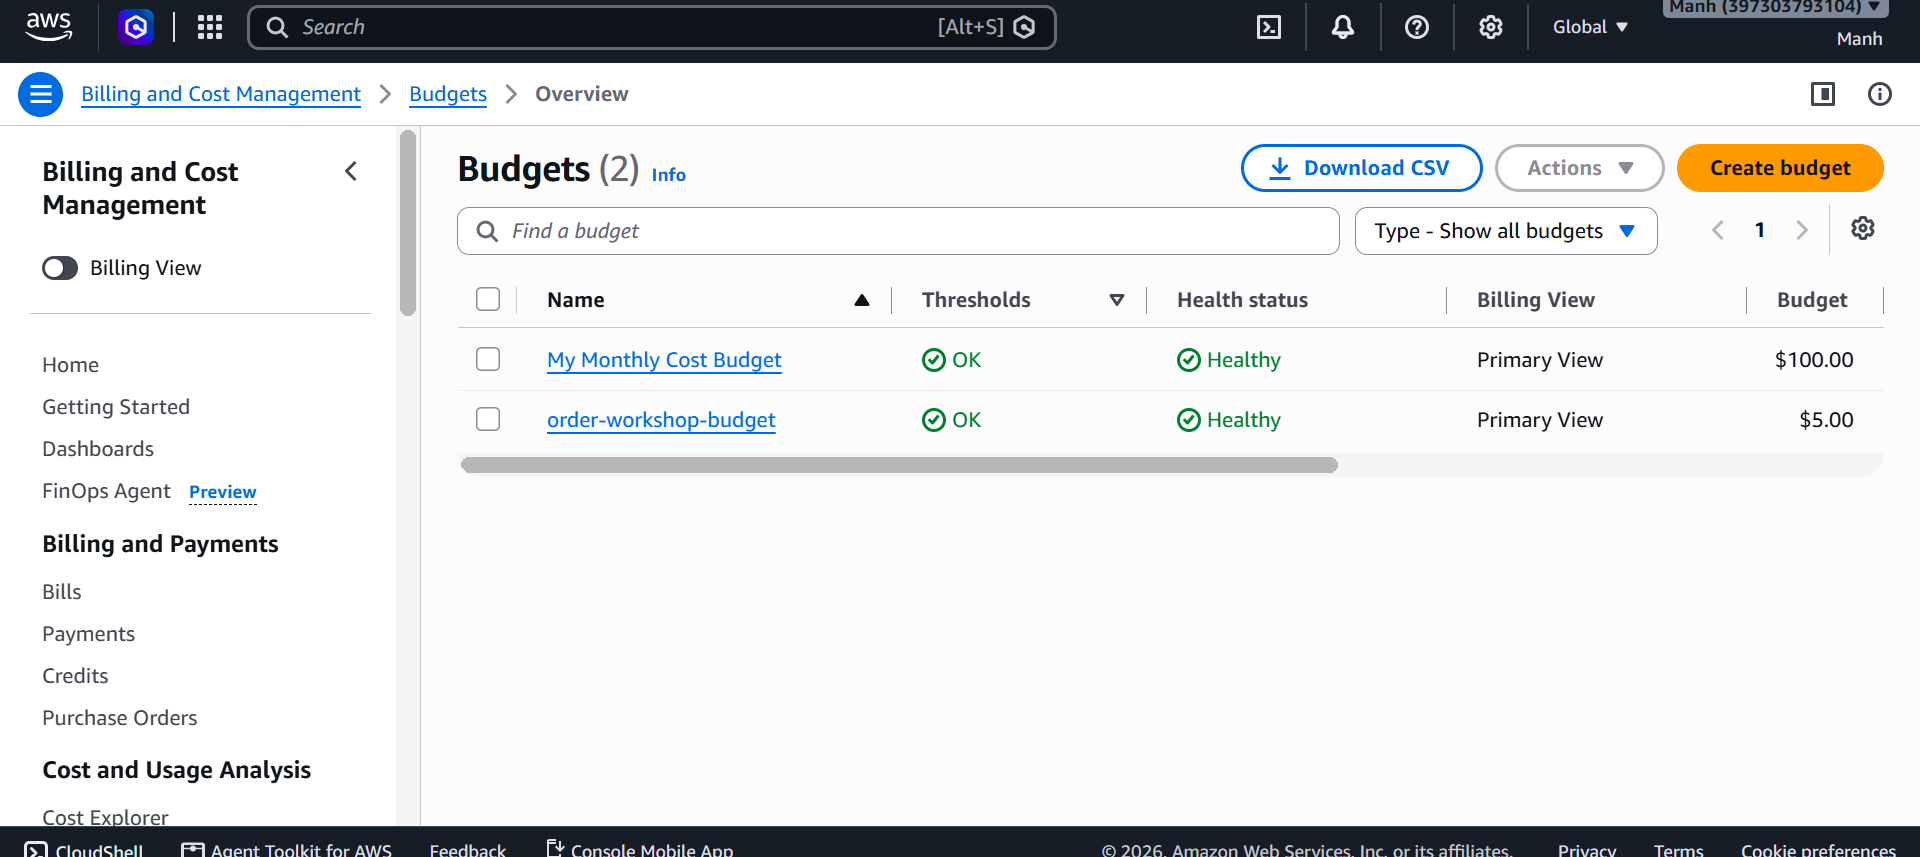 aws
Search [Alt+S]
Global
Manh (397303793104)
Manh
Billing and Cost Management
Budgets
Overview
Billing and Cost
Management
Billing View
Home
Getting Started
Dashboards
FinOps Agent Preview
Billing and Payments
Bills
Payments
Credits
Purchase Orders
Cost and Usage Analysis
Cost Explorer
Budgets (2) Info
Download CSV
Actions
Create budget
Find a budget
Type - Show all budgets
1
Name Thresholds Health status Billing View Budget
My Monthly Cost Budget OK Healthy Primary View $100.00
order-workshop-budget OK Healthy Primary View $5.00
CloudShell Agent Toolkit for AWS Feedback Console Mobile App © 2026, Amazon Web Services, Inc. or its affiliates. Privacy Terms Cookie preferences